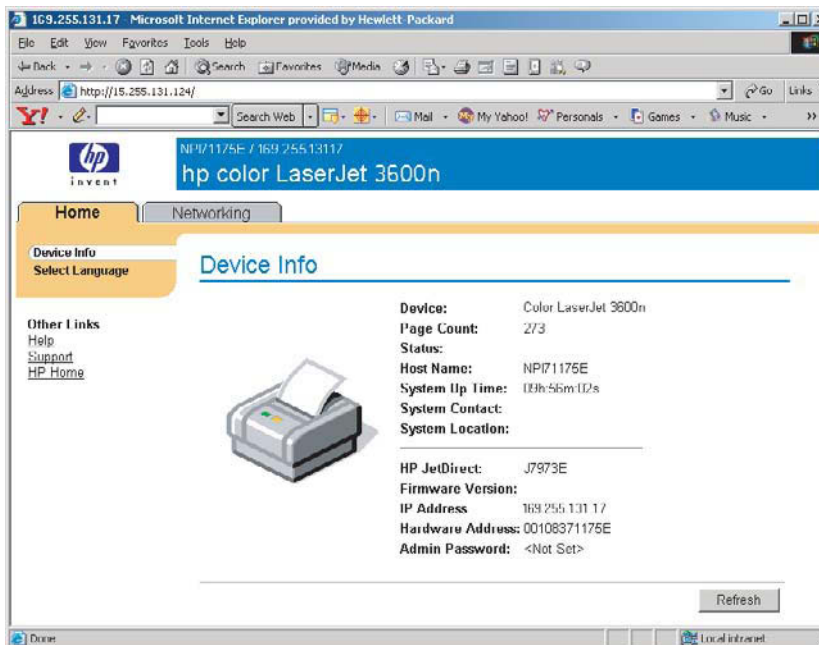 169.255.131.17 - Microsoft Internet Explorer provided by Hewlett-Packard
File Edit View Favorites Tools Help
Back Search Favorites Media
Address http://15.255.131.124/ Go Links
Y! Search Web Mail My Yahoo! Personals Games Music »
hp
invent
NPI71175E / 169.255.131.17
hp color LaserJet 3600n
Home Networking
Device Info
Select Language
Other Links
Help
Support
HP Home
Device Info
Device: Color LaserJet 3600n
Page Count: 273
Status:
Host Name: NPI71175E
System Up Time: 09h:56m:02s
System Contact:
System Location:
HP JetDirect: J7973E
Firmware Version:
IP Address 169.255.131.17
Hardware Address: 00108371175E
Admin Password: <Not Set>
Refresh
Done Local intranet